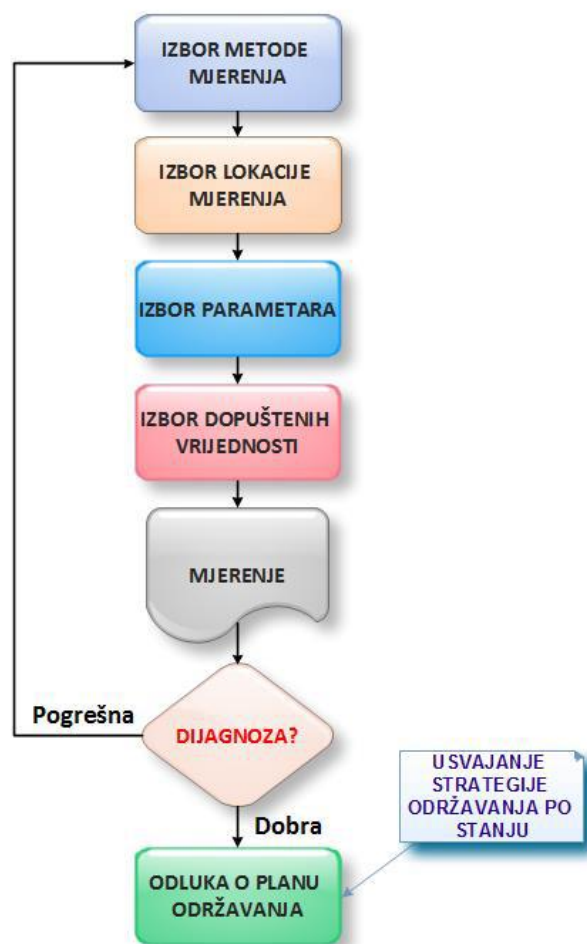 IZBOR METODE
MJERENJA
IZBOR LOKACIJE
MJERENJA
IZBOR PARAMETARA
IZBOR DOPUŠTENIH
VRIJEDNOSTI
MJERENJE
Pogrešna
DIJAGNOZA?
Dobra
USVAJANJE
STRATEGIJE
ODRŽAVANJA PO
STANJU
ODLUKA O PLANU
ODRŽAVANJA